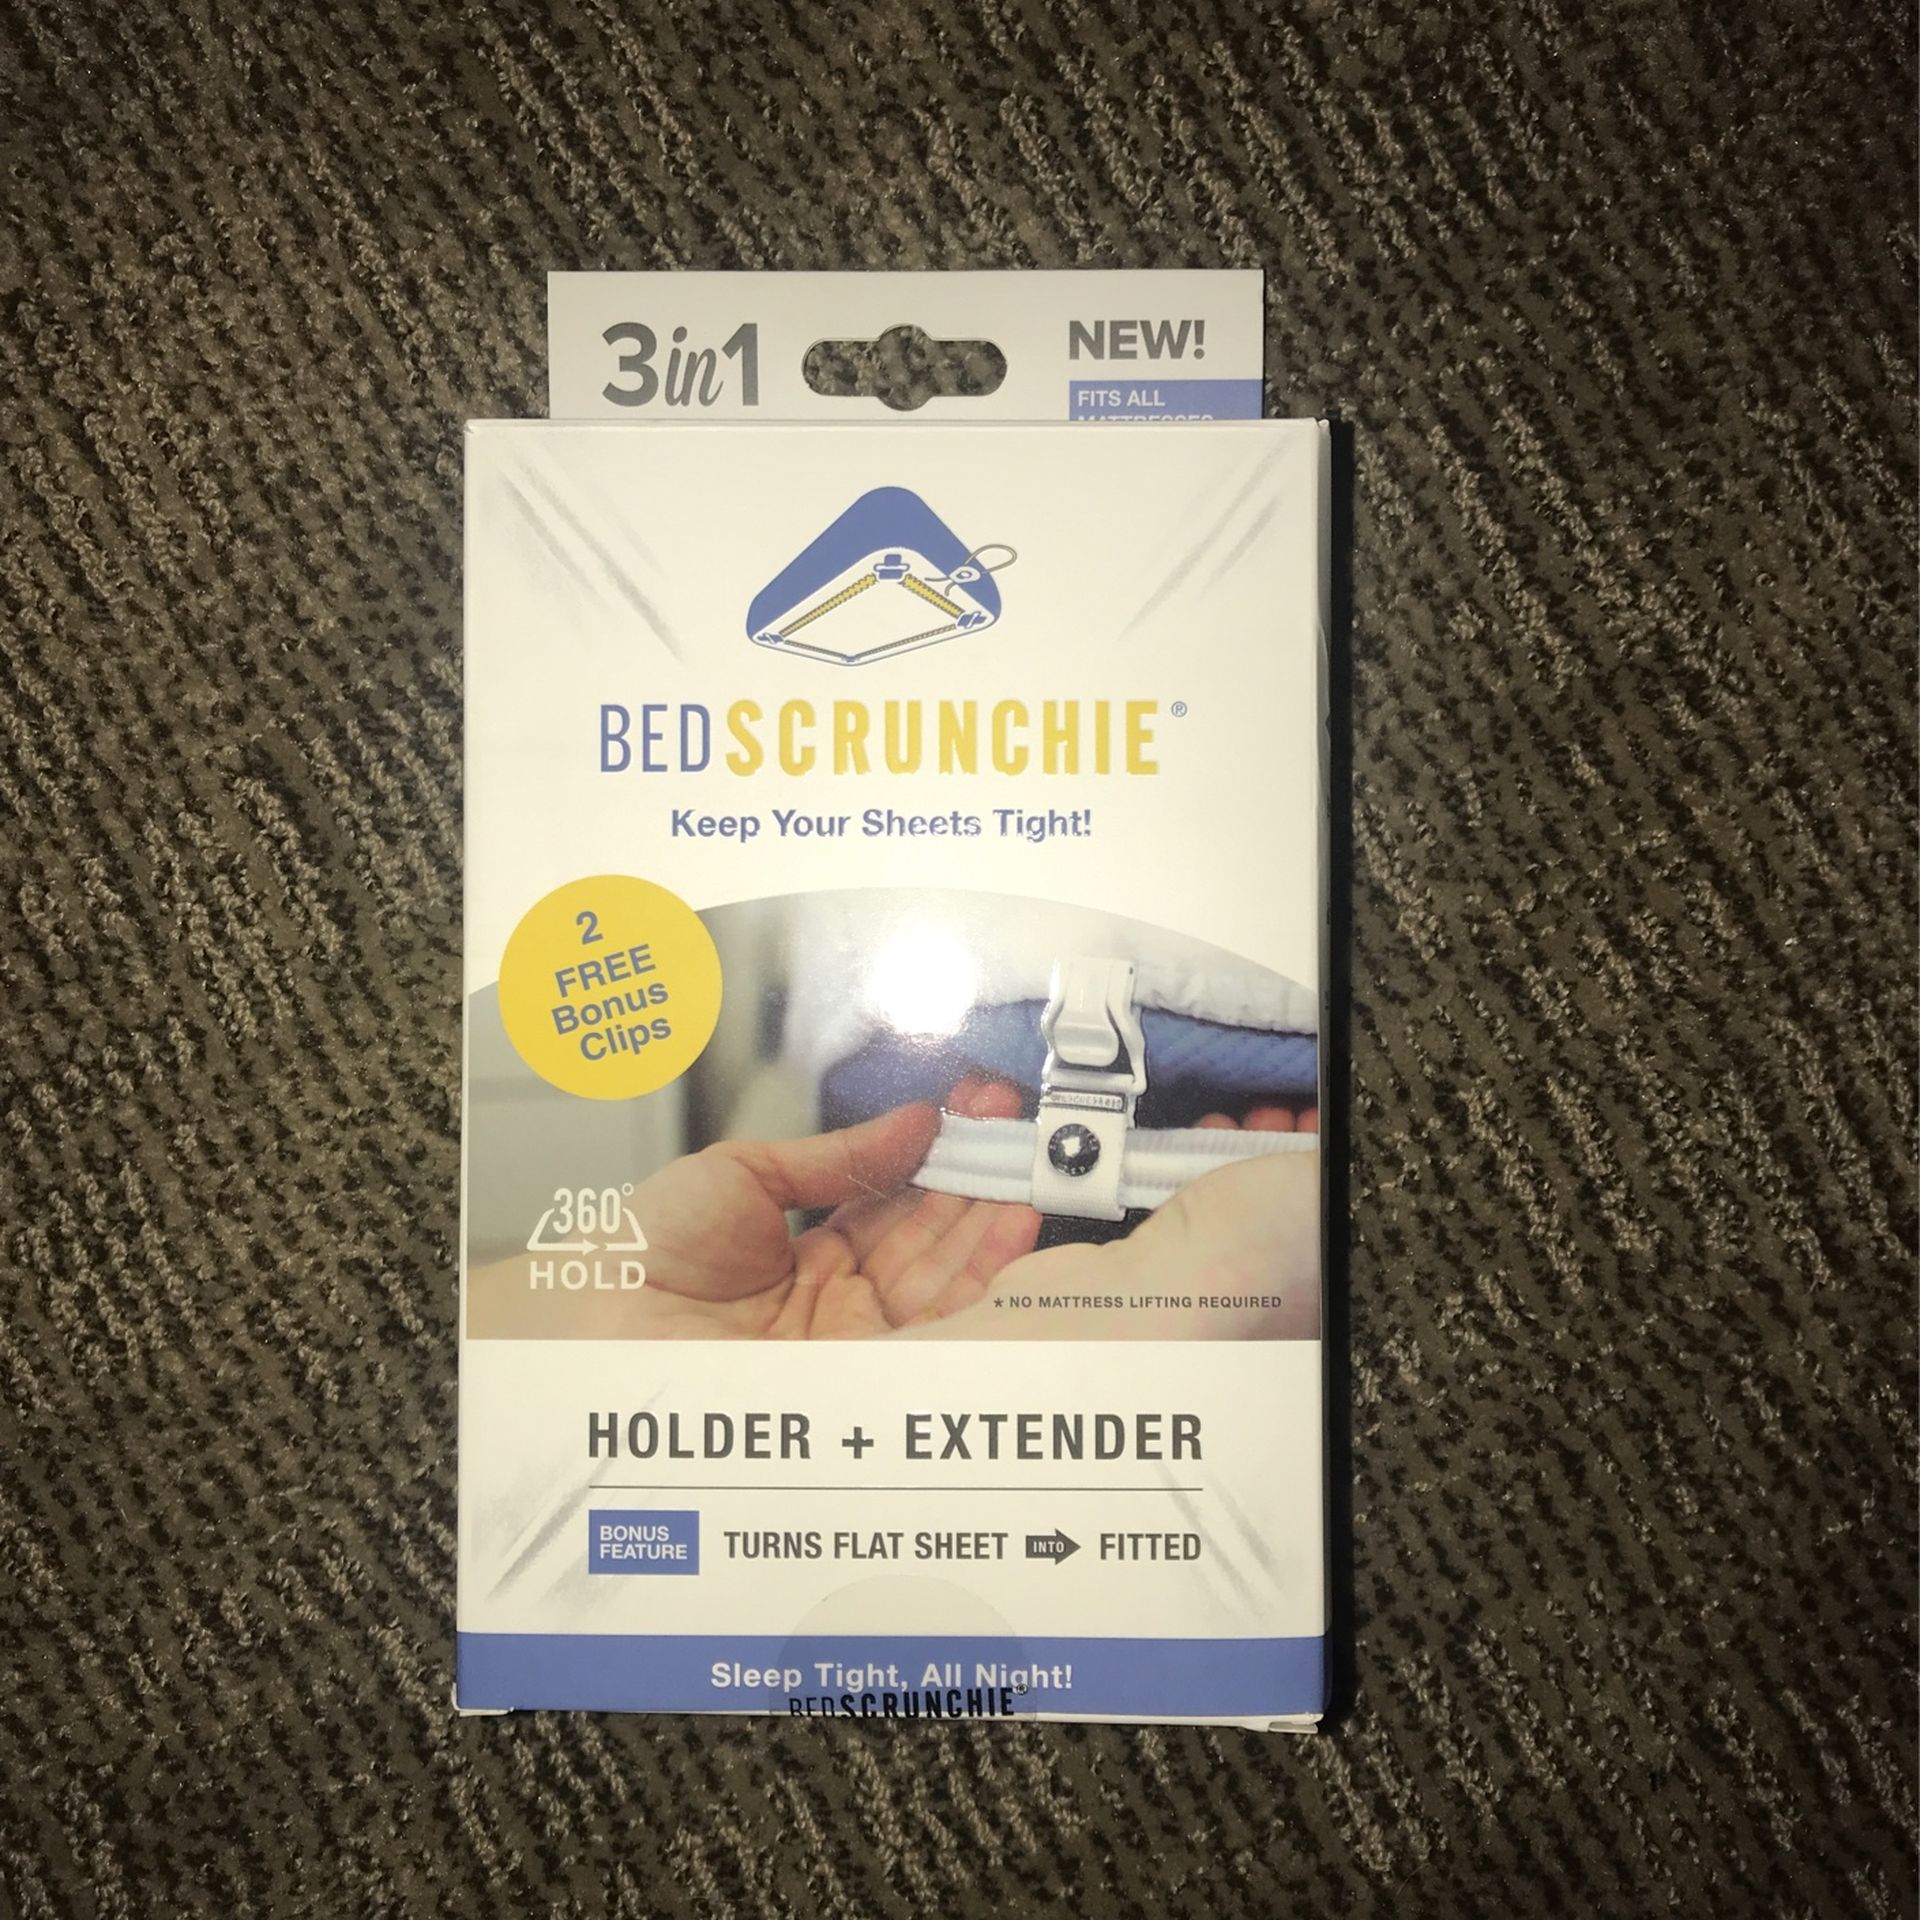 3in1
NEW!
FITS ALL
MATTRESSES
BEDSCRUNCHIE®
Keep Your Sheets Tight!
2
FREE
Bonus
Clips
360°
HOLD
* NO MATTRESS LIFTING REQUIRED
HOLDER + EXTENDER
BONUS
FEATURE
TURNS FLAT SHEET INTO FITTED
Sleep Tight, All Night!
BEDSCRUNCHIE®